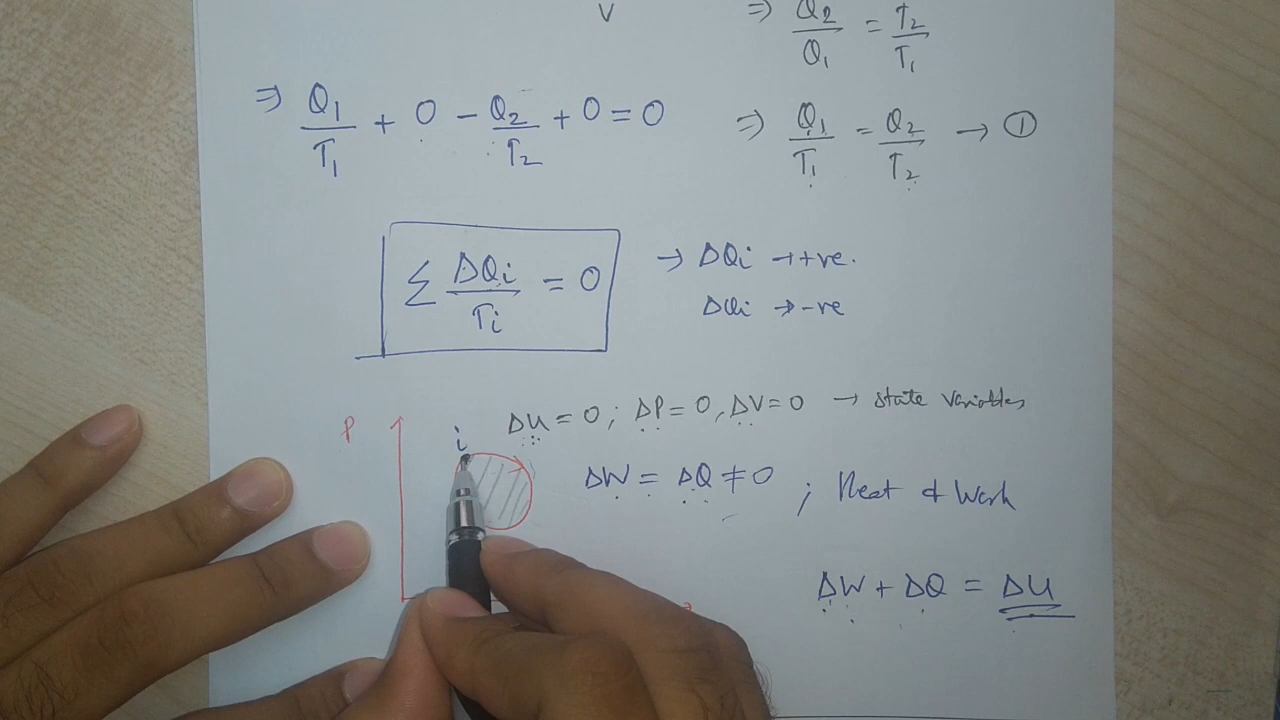 V
⇒ Q₂/Q₁ = T₂/T₁
⇒ Q₁/T₁ + 0 - Q₂/T₂ + 0 = 0
⇒ Q₁/T₁ = Q₂/T₂ → ①
Σ ΔQi/Ti = 0
→ ΔQi → +ve.
ΔQi → -ve
P
i
ΔU = 0 ; ΔP = 0, ΔV = 0 → state variables
ΔW = ΔQ ≠ 0 ; Heat & Work
ΔW + ΔQ = ΔU